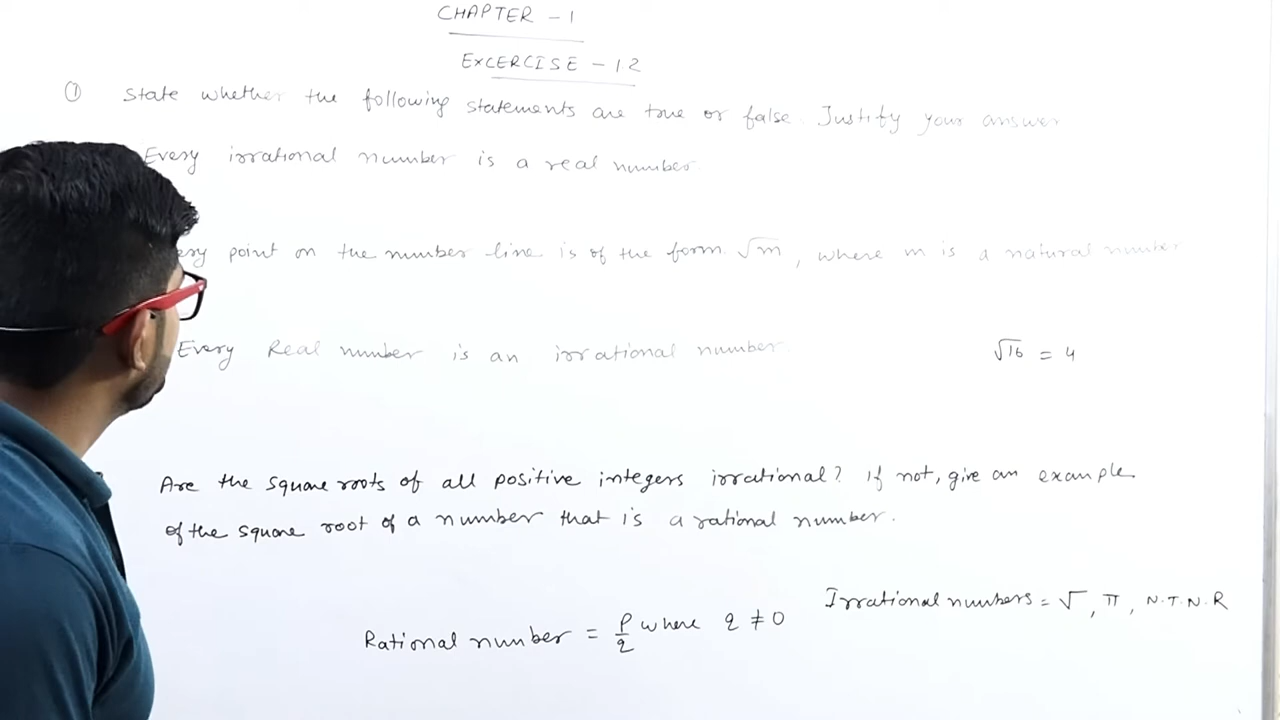 CHAPTER - 1
EXCERCISE - 1 2
① State whether the following statements are true or false. Justify your answer
Every irrational number is a real number.
ery point on the number line is of the form √m, where m is a natural number
Every Real number is an irrational number.
√16 = 4
Are the square roots of all positive integers irrational? If not, give an example
of the square root of a number that is a rational number.
Irrational numbers = √, π, N.T.N.R
Rational number = p/q where q ≠ 0